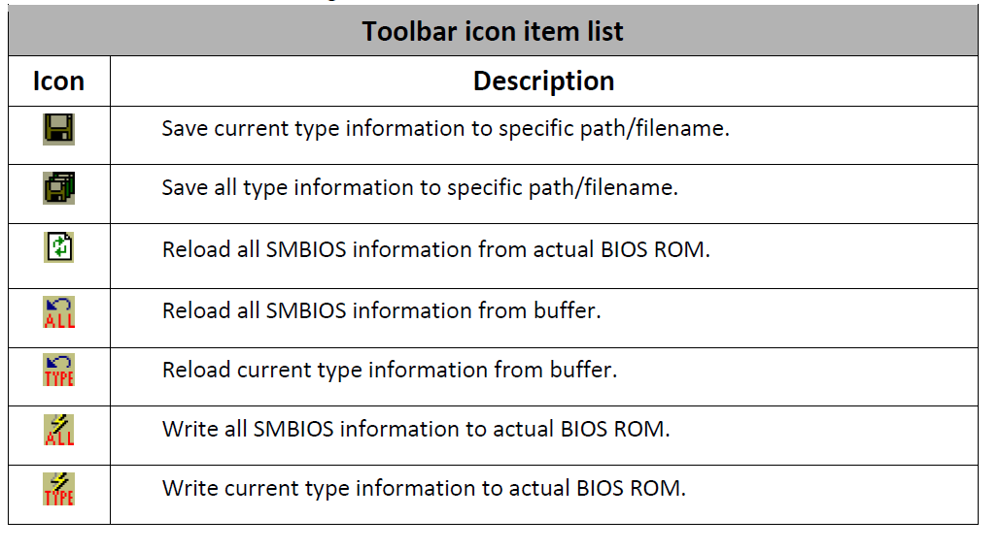 Toolbar icon item list
Icon Description
Save current type information to specific path/filename.
Save all type information to specific path/filename.
Reload all SMBIOS information from actual BIOS ROM.
ALL Reload all SMBIOS information from buffer.
TYPE Reload current type information from buffer.
ALL Write all SMBIOS information to actual BIOS ROM.
TYPE Write current type information to actual BIOS ROM.